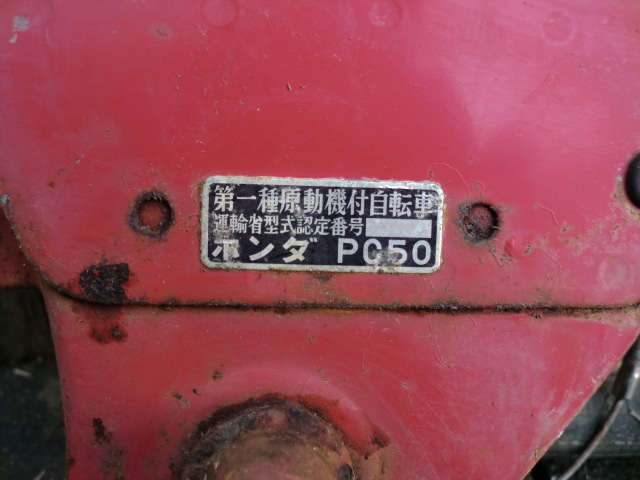 第一種原動機付自転車
運輸省型式認定番号
ホンダ PC50